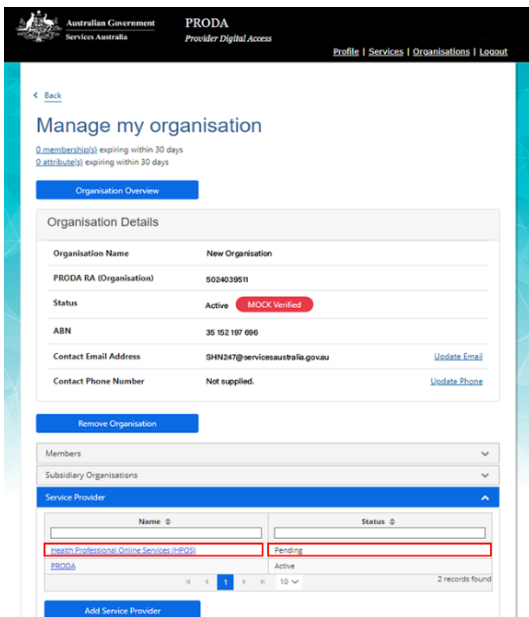 Australian Government
Services Australia
PRODA
Provider Digital Access
Profile | Services | Organisations | Logout
Back
Manage my organisation
0 membership(s) expiring within 30 days
0 attribute(s) expiring within 30 days
Organisation Overview
Organisation Details
Organisation Name New Organisation
PRODA RA (Organisation) 5024039511
Status Active MOCK Verified
ABN 35 152 197 696
Contact Email Address SHN247@servicesaustralia.gov.au Update Email
Contact Phone Number Not supplied. Update Phone
Remove Organisation
Members
Subsidiary Organisations
Service Provider
Name Status
Health Professional Online Services (HPOS) Pending
PRODA Active
1 10 2 records found
Add Service Provider